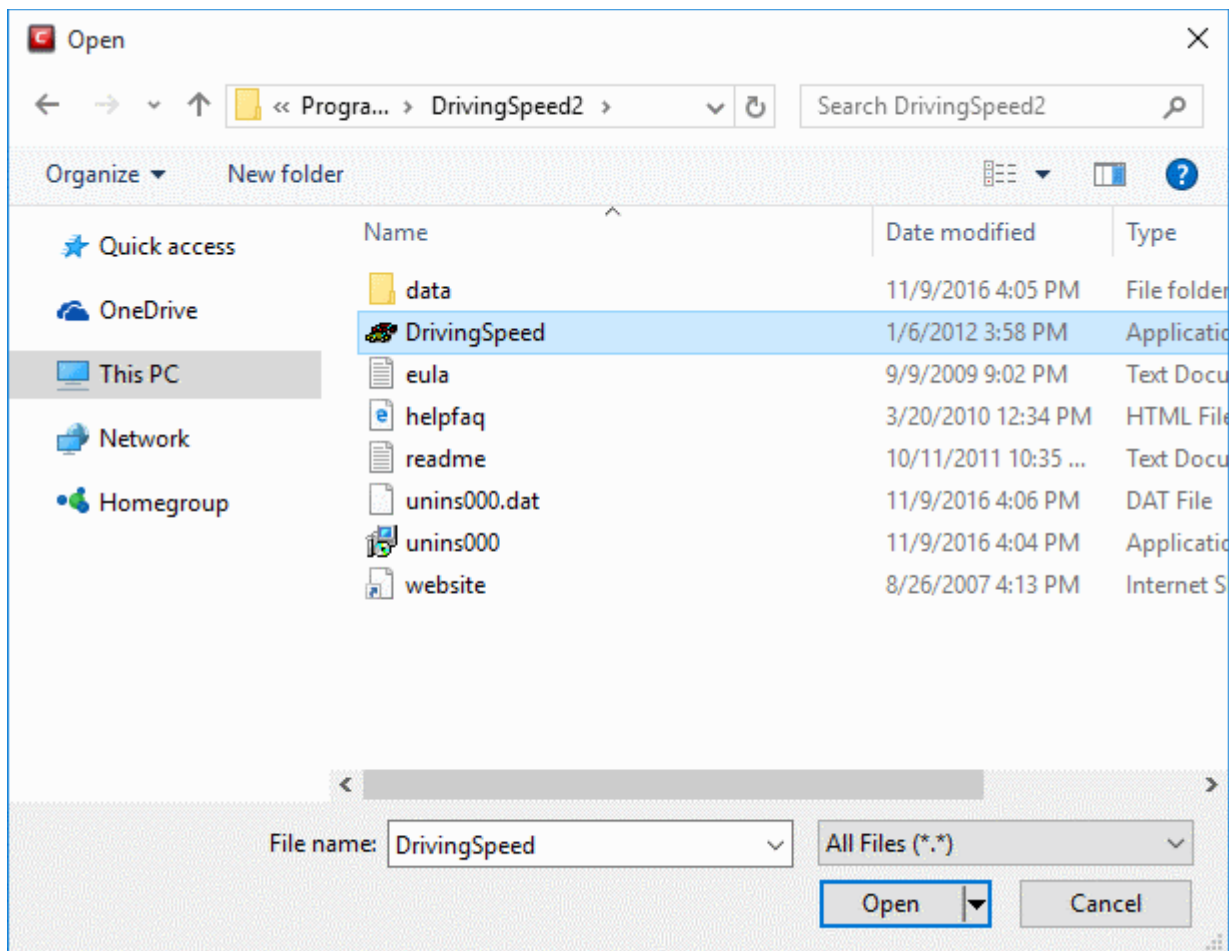 Open
« Progra... › DrivingSpeed2 › Search DrivingSpeed2
Organize New folder
Name Date modified Type
Quick access
OneDrive
This PC
Network
Homegroup
data 11/9/2016 4:05 PM File folder
DrivingSpeed 1/6/2012 3:58 PM Applicatio
eula 9/9/2009 9:02 PM Text Docu
helpfaq 3/20/2010 12:34 PM HTML File
readme 10/11/2011 10:35 ... Text Docu
unins000.dat 11/9/2016 4:06 PM DAT File
unins000 11/9/2016 4:04 PM Applicatio
website 8/26/2007 4:13 PM Internet S
File name: DrivingSpeed All Files (*.*)
Open Cancel